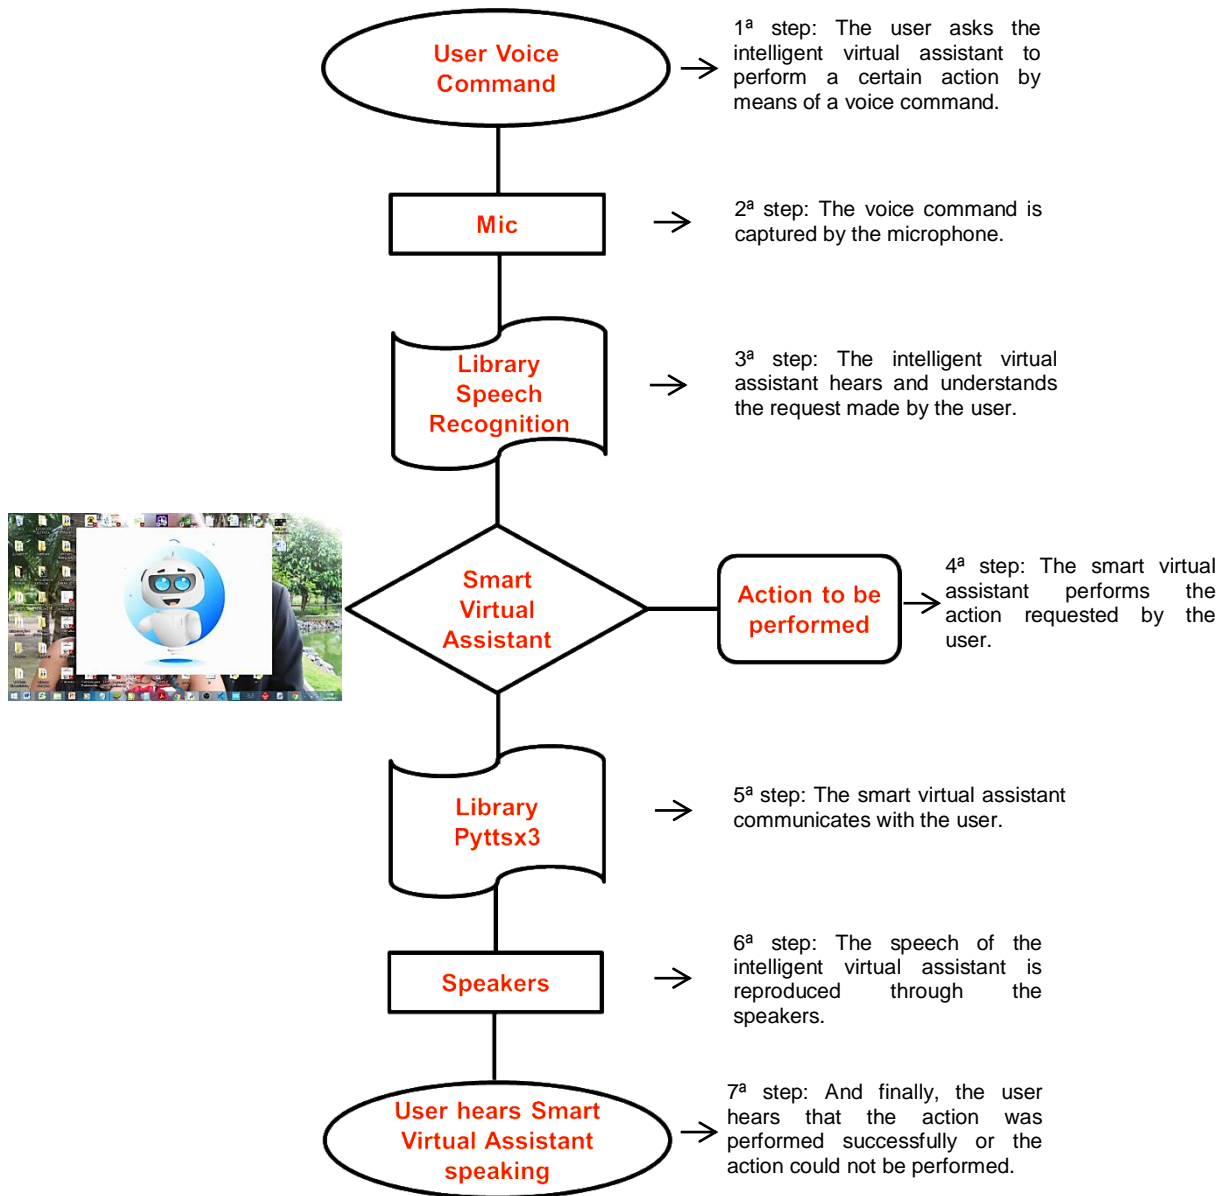 User Voice
Command
1ª step: The user asks the
intelligent virtual assistant to
perform a certain action by
means of a voice command.
Mic
2ª step: The voice command is
captured by the microphone.
Library
Speech
Recognition
3ª step: The intelligent virtual
assistant hears and understands
the request made by the user.
Smart
Virtual
Assistant
Action to be
performed
4ª step: The smart virtual
assistant performs the
action requested by the
user.
Library
Pyttsx3
5ª step: The smart virtual assistant
communicates with the user.
Speakers
6ª step: The speech of the
intelligent virtual assistant is
reproduced through the
speakers.
User hears Smart
Virtual Assistant
speaking
7ª step: And finally, the user
hears that the action was
performed successfully or the
action could not be performed.